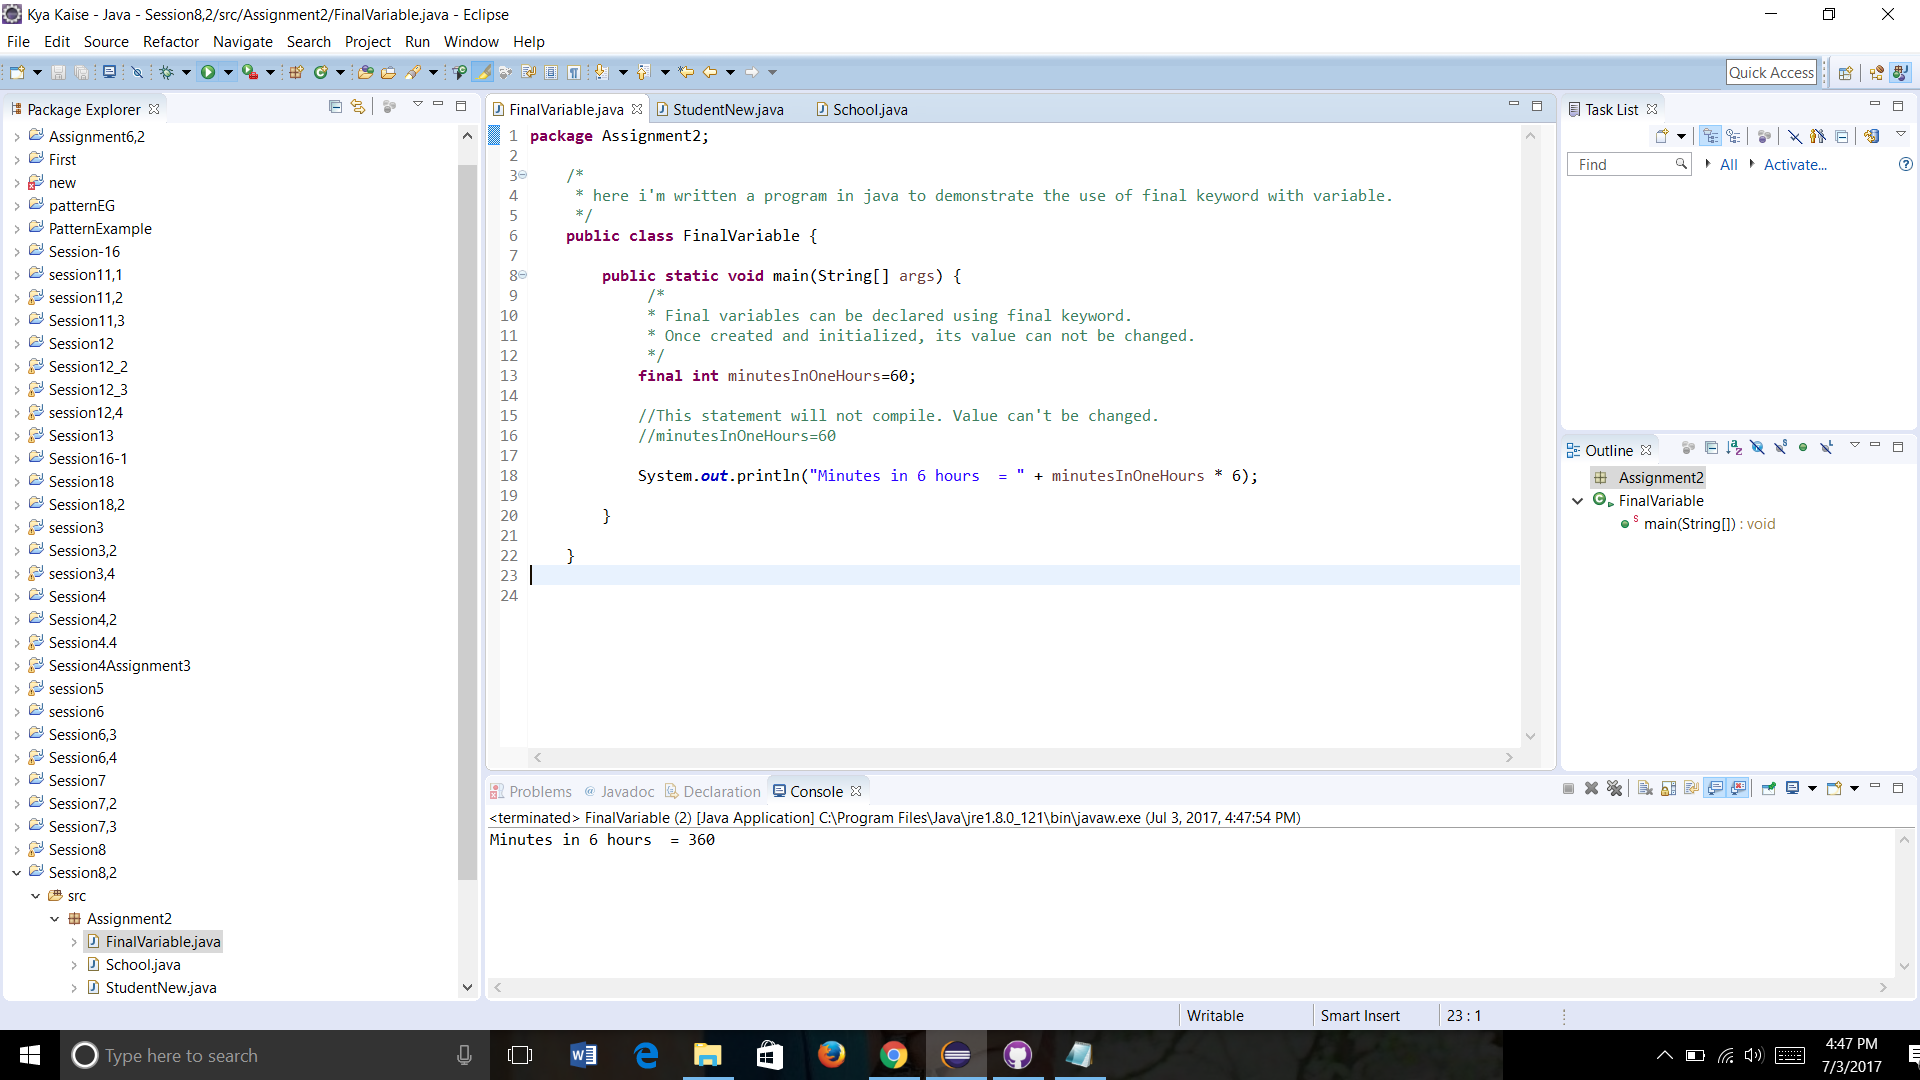 Kya Kaise - Java - Session8,2/src/Assignment2/FinalVariable.java - Eclipse
File Edit Source Refactor Navigate Search Project Run Window Help
Quick Access
Package Explorer
Assignment6,2
First
new
patternEG
PatternExample
Session-16
session11,1
session11,2
Session11,3
Session12
Session12_2
Session12_3
session12,4
Session13
Session16-1
Session18
Session18,2
session3
Session3,2
session3,4
Session4
Session4,2
Session4.4
Session4Assignment3
session5
session6
Session6,3
Session6,4
Session7
Session7,2
Session7,3
Session8
Session8,2
src
Assignment2
FinalVariable.java
School.java
StudentNew.java
FinalVariable.java StudentNew.java School.java
1 package Assignment2;
2
3 /*
4 * here i'm written a program in java to demonstrate the use of final keyword with variable.
5 */
6 public class FinalVariable {
7
8 public static void main(String[] args) {
9 /*
10 * Final variables can be declared using final keyword.
11 * Once created and initialized, its value can not be changed.
12 */
13 final int minutesInOneHours=60;
14
15 //This statement will not compile. Value can't be changed.
16 //minutesInOneHours=60
17
18 System.out.println("Minutes in 6 hours  = " + minutesInOneHours * 6);
19
20 }
21
22 }
23
24
Task List
Find All Activate...
Outline
Assignment2
FinalVariable
main(String[]) : void
Problems @ Javadoc Declaration Console
<terminated> FinalVariable (2) [Java Application] C:\Program Files\Java\jre1.8.0_121\bin\javaw.exe (Jul 3, 2017, 4:47:54 PM)
Minutes in 6 hours  = 360
Writable Smart Insert 23 : 1
Type here to search
4:47 PM
7/3/2017